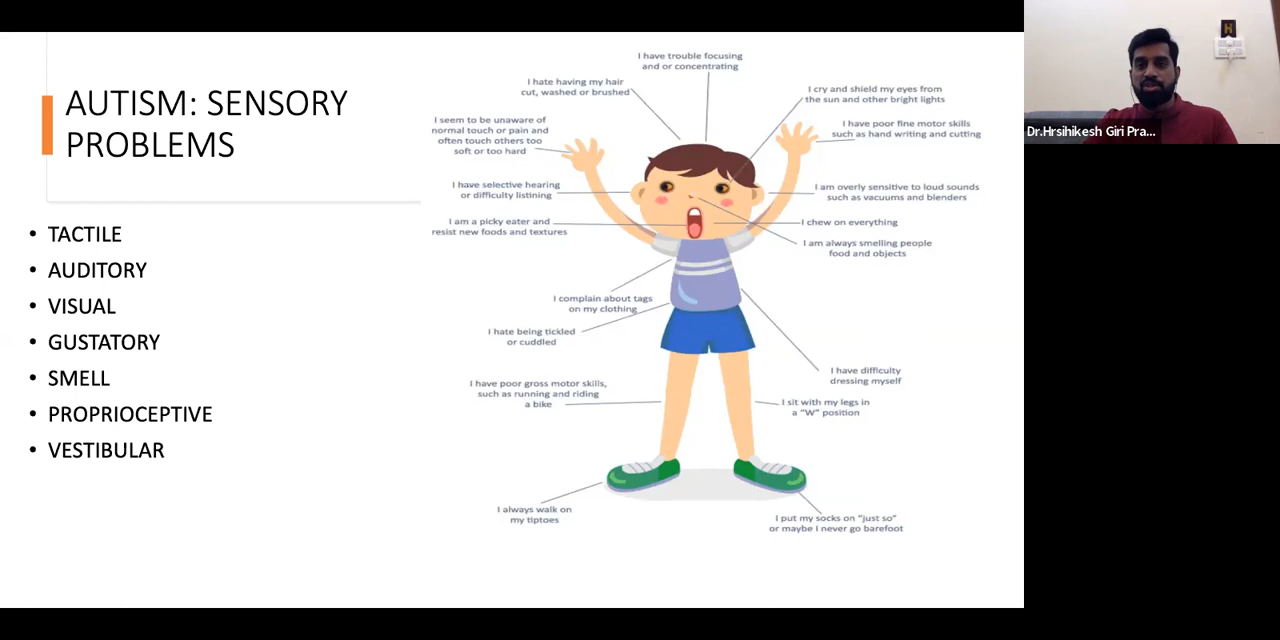 AUTISM: SENSORY
PROBLEMS
• TACTILE
• AUDITORY
• VISUAL
• GUSTATORY
• SMELL
• PROPRIOCEPTIVE
• VESTIBULAR
I have trouble focusing
and or concentrating
I hate having my hair
cut, washed or brushed
I cry and shield my eyes from
the sun and other bright lights
I seem to be unaware of
normal touch or pain and
often touch others too
soft or too hard
I have poor fine motor skills
such as hand writing and cutting
I have selective hearing
or difficulty listining
I am overly sensitive to loud sounds
such as vacuums and blenders
I am a picky eater and
resist new foods and textures
I chew on everything
I am always smelling people
food and objects
I complain about tags
on my clothing
I hate being tickled
or cuddled
I have difficulty
dressing myself
I have poor gross motor skills,
such as running and riding
a bike
I sit with my legs in
a "W" position
I always walk on
my tiptoes
I put my socks on "just so"
or maybe I never go barefoot
H
Dr.Hrsihikesh Giri Pra...